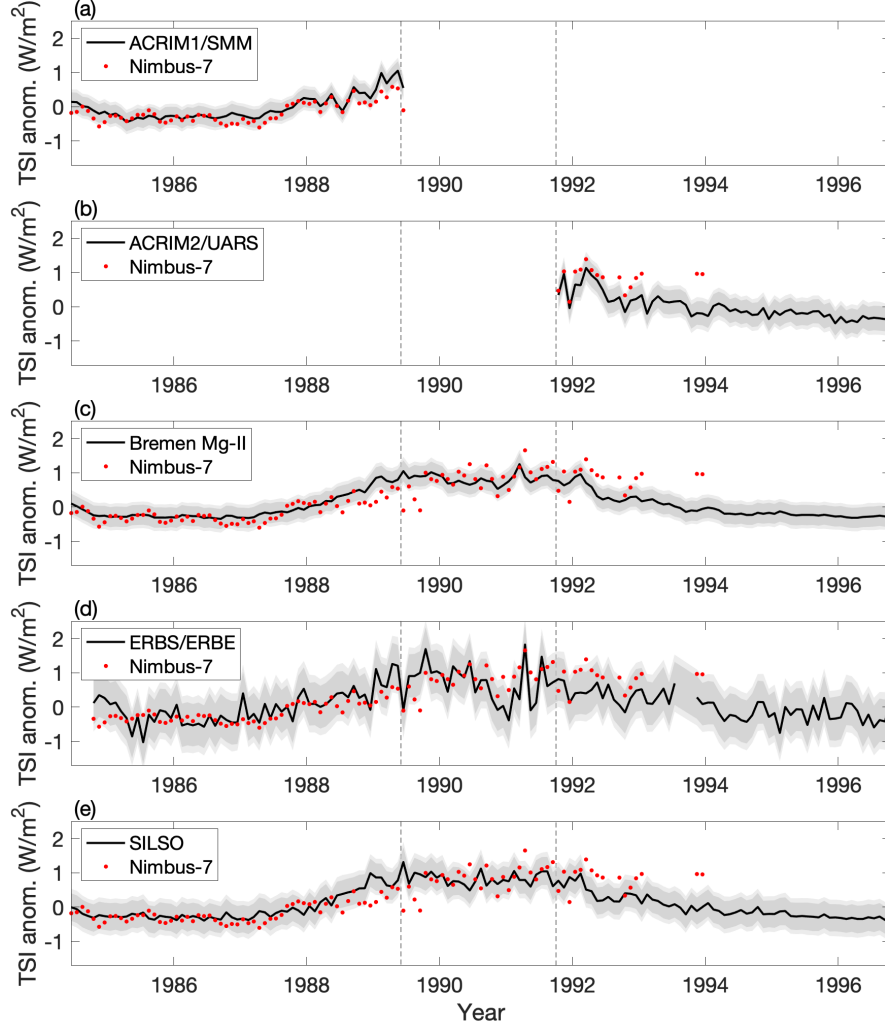 (a)
TSI anom. (W/m²)
2
1
0
-1
ACRIM1/SMM
Nimbus-7
1986 1988 1990 1992 1994 1996
(b)
TSI anom. (W/m²)
2
1
0
-1
ACRIM2/UARS
Nimbus-7
1986 1988 1990 1992 1994 1996
(c)
TSI anom. (W/m²)
2
1
0
-1
Bremen Mg-II
Nimbus-7
1986 1988 1990 1992 1994 1996
(d)
TSI anom. (W/m²)
2
1
0
-1
ERBS/ERBE
Nimbus-7
1986 1988 1990 1992 1994 1996
(e)
TSI anom. (W/m²)
2
1
0
-1
SILSO
Nimbus-7
1986 1988 1990 1992 1994 1996
Year